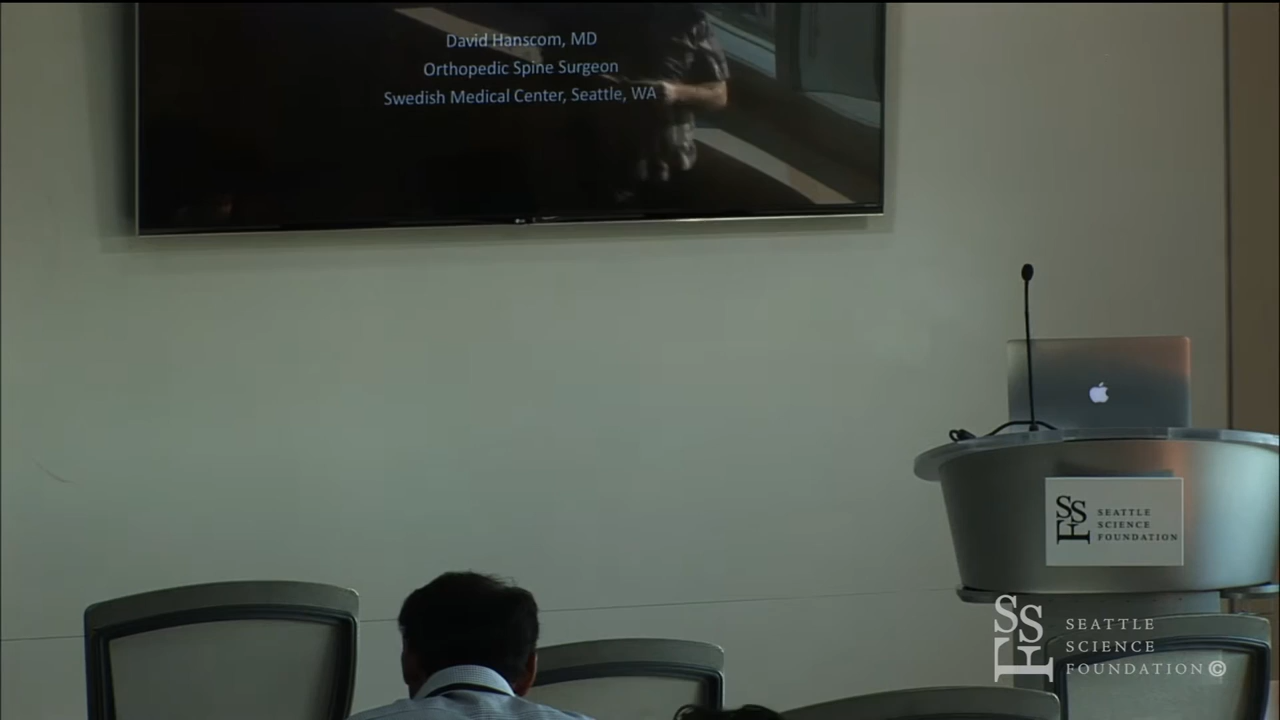 David Hanscom, MD
Orthopedic Spine Surgeon
Swedish Medical Center, Seattle, WA
SSF
SEATTLE
SCIENCE
FOUNDATION
SSF
SEATTLE
SCIENCE
FOUNDATION©